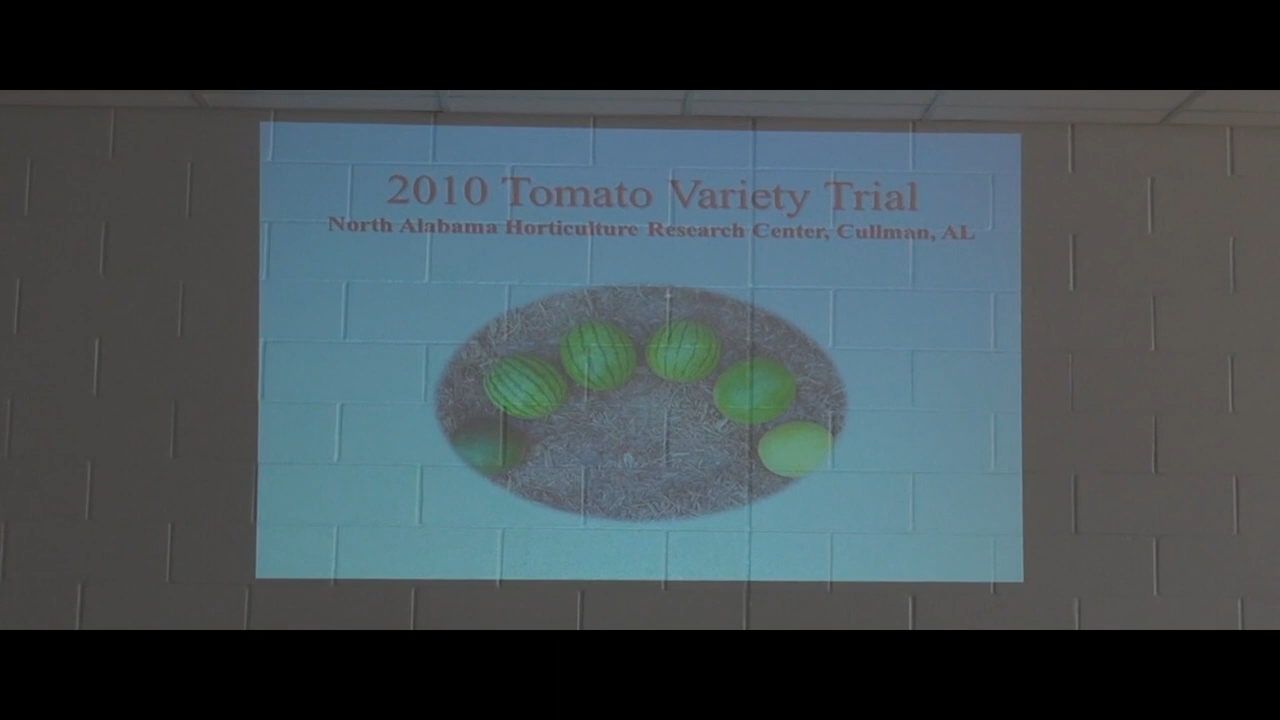 2010 Tomato Variety Trial
North Alabama Horticulture Research Center, Cullman, AL